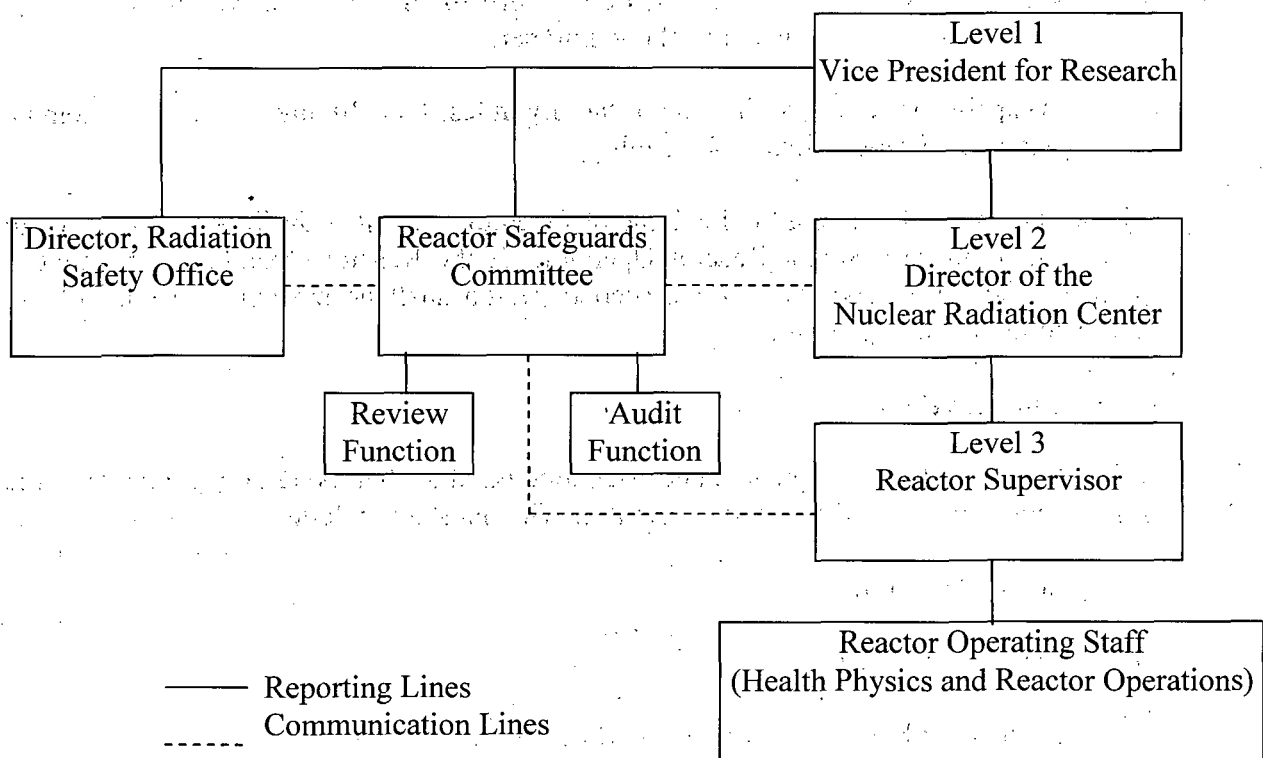 Level 1
Vice President for Research
Director, Radiation
Safety Office
Reactor Safeguards
Committee
Level 2
Director of the
Nuclear Radiation Center
Review
Function
Audit
Function
Level 3
Reactor Supervisor
Reactor Operating Staff
(Health Physics and Reactor Operations)
Reporting Lines
Communication Lines